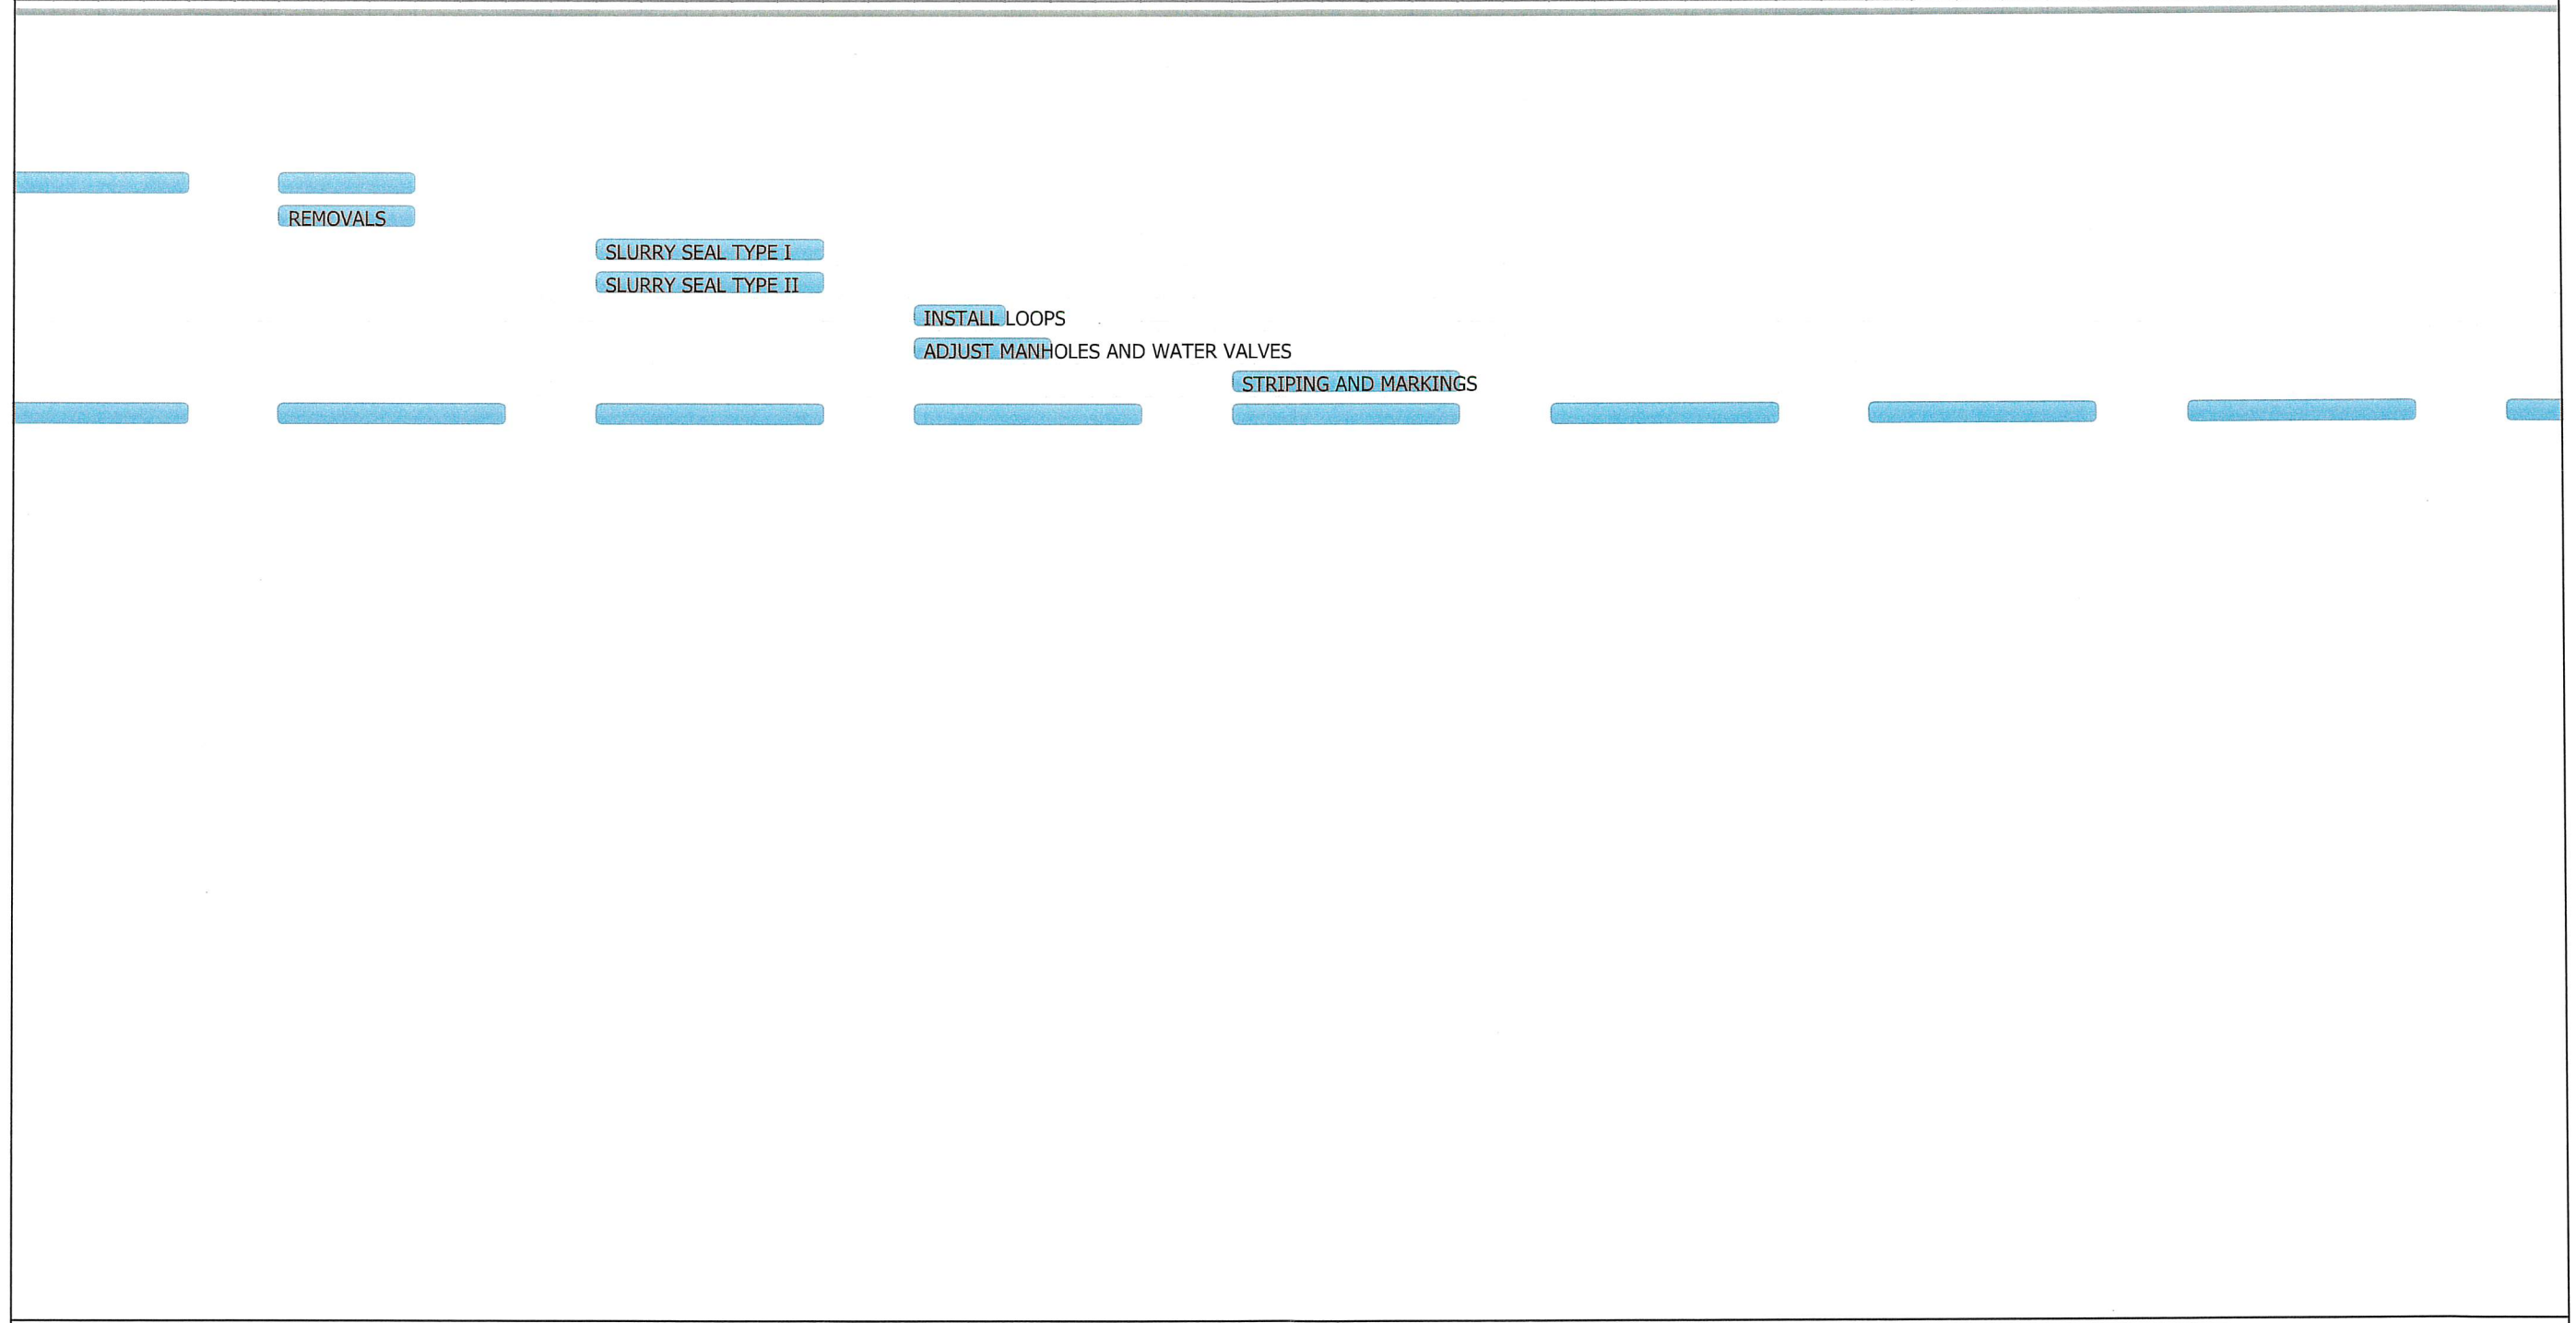 REMOVALS
SLURRY SEAL TYPE I
SLURRY SEAL TYPE II
INSTALL LOOPS
ADJUST MANHOLES AND WATER VALVES
STRIPING AND MARKINGS